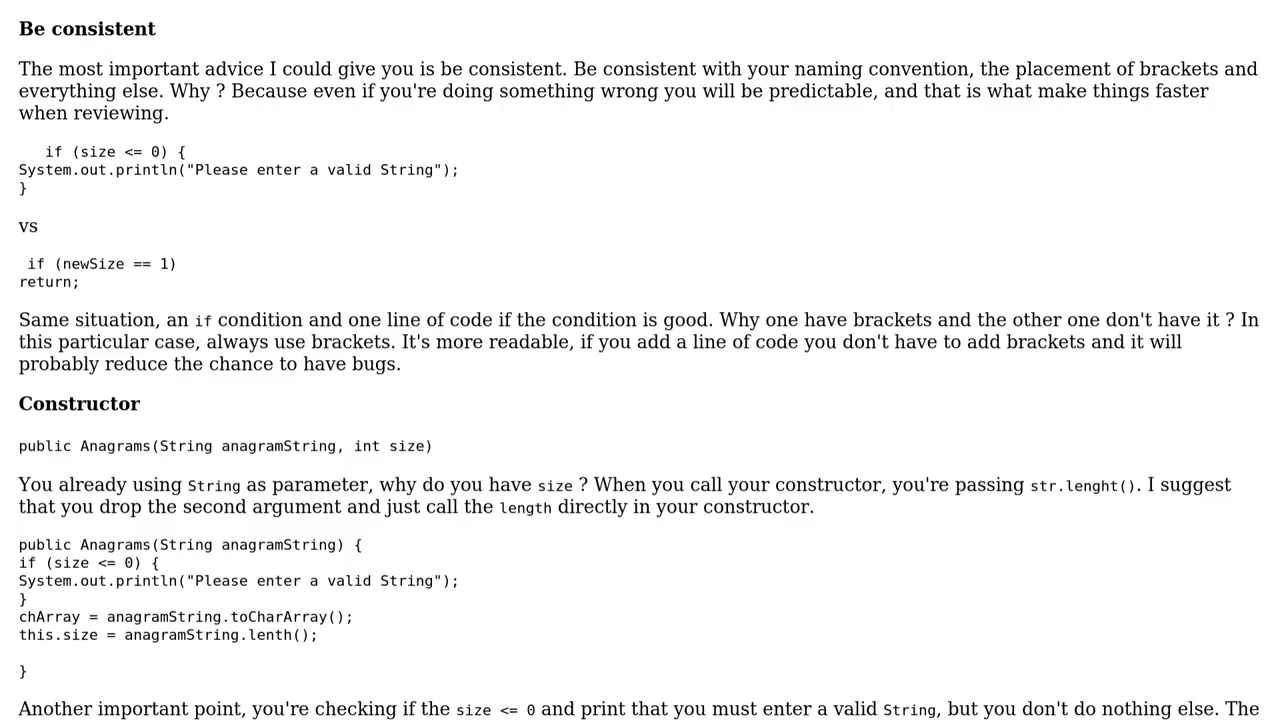 Be consistent
The most important advice I could give you is be consistent. Be consistent with your naming convention, the placement of brackets and
everything else. Why ? Because even if you're doing something wrong you will be predictable, and that is what make things faster
when reviewing.
if (size <= 0) {
System.out.println("Please enter a valid String");
}
vs
if (newSize == 1)
return;
Same situation, an if condition and one line of code if the condition is good. Why one have brackets and the other one don't have it ? In
this particular case, always use brackets. It's more readable, if you add a line of code you don't have to add brackets and it will
probably reduce the chance to have bugs.
Constructor
public Anagrams(String anagramString, int size)
You already using String as parameter, why do you have size ? When you call your constructor, you're passing str.lenght(). I suggest
that you drop the second argument and just call the length directly in your constructor.
public Anagrams(String anagramString) {
if (size <= 0) {
System.out.println("Please enter a valid String");
}
chArray = anagramString.toCharArray();
this.size = anagramString.lenth();
}
Another important point, you're checking if the size <= 0 and print that you must enter a valid String, but you don't do nothing else. The